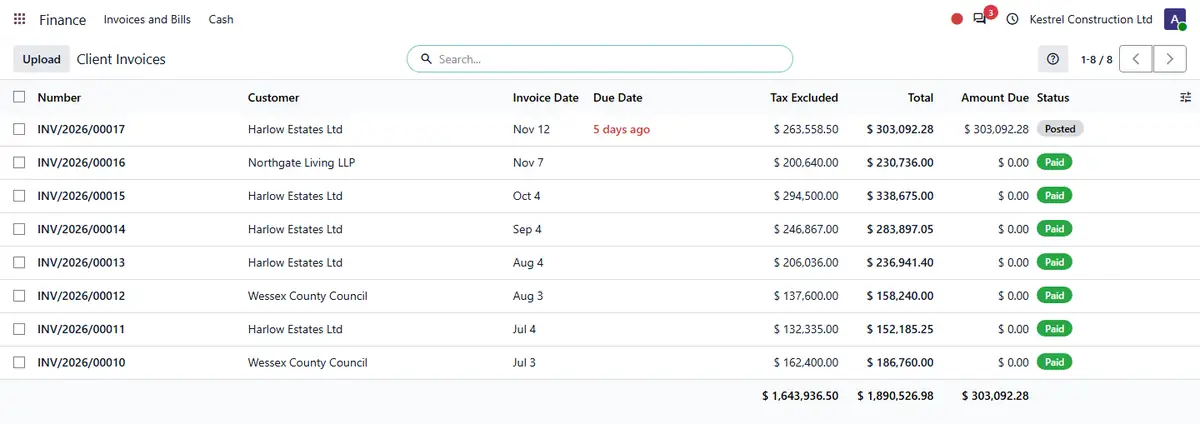 Finance Invoices and Bills Cash 3 Kestrel Construction Ltd A
Upload Client Invoices Search... 1-8 / 8
Number Customer Invoice Date Due Date Tax Excluded Total Amount Due Status
INV/2026/00017 Harlow Estates Ltd Nov 12 5 days ago $ 263,558.50 $ 303,092.28 $ 303,092.28 Posted
INV/2026/00016 Northgate Living LLP Nov 7 $ 200,640.00 $ 230,736.00 $ 0.00 Paid
INV/2026/00015 Harlow Estates Ltd Oct 4 $ 294,500.00 $ 338,675.00 $ 0.00 Paid
INV/2026/00014 Harlow Estates Ltd Sep 4 $ 246,867.00 $ 283,897.05 $ 0.00 Paid
INV/2026/00013 Harlow Estates Ltd Aug 4 $ 206,036.00 $ 236,941.40 $ 0.00 Paid
INV/2026/00012 Wessex County Council Aug 3 $ 137,600.00 $ 158,240.00 $ 0.00 Paid
INV/2026/00011 Harlow Estates Ltd Jul 4 $ 132,335.00 $ 152,185.25 $ 0.00 Paid
INV/2026/00010 Wessex County Council Jul 3 $ 162,400.00 $ 186,760.00 $ 0.00 Paid
$ 1,643,936.50 $ 1,890,526.98 $ 303,092.28